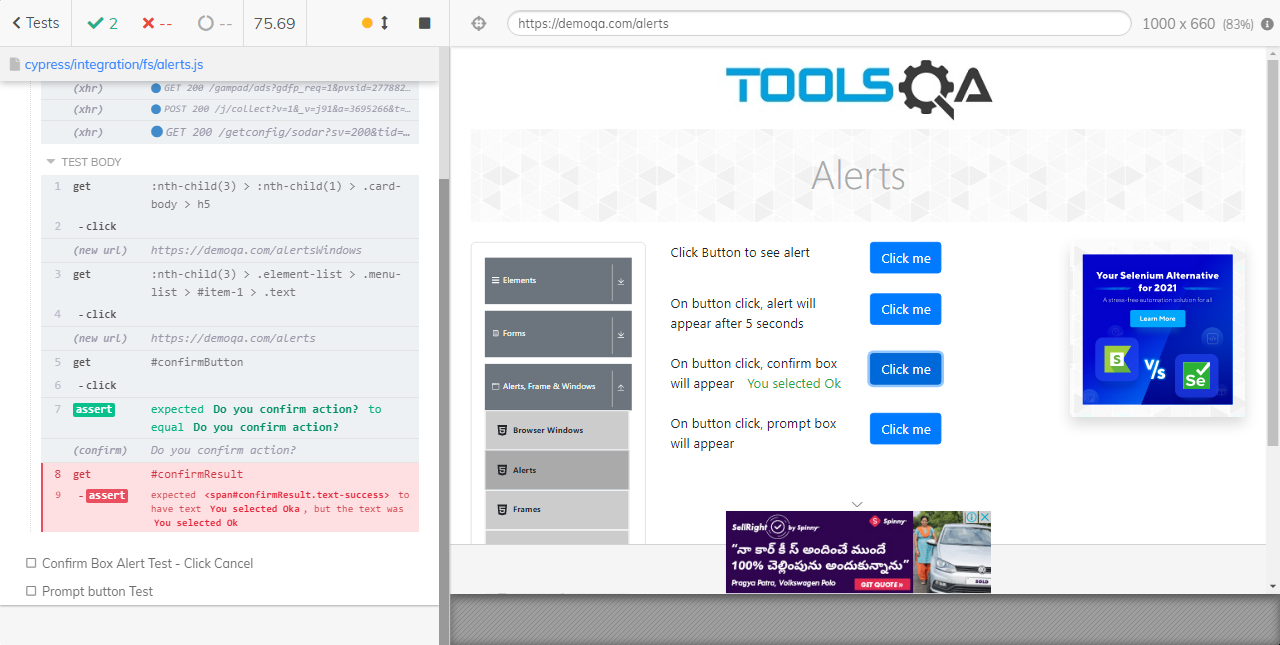 Tests
2
--
--
75.69
https://demoqa.com/alerts
1000 x 660 (83%)
cypress/integration/fs/alerts.js
(xhr) GET 200 /gampad/ads?gdfp_req=1&pvsid=277882…
(xhr) POST 200 /j/collect?v=1&_v=j91&a=3695266&t=…
(xhr) GET 200 /getconfig/sodar?sv=200&tid=…
TEST BODY
1 get :nth-child(3) > :nth-child(1) > .card-
body > h5
2 -click
(new url) https://demoqa.com/alertsWindows
3 get :nth-child(3) > .element-list > .menu-
list > #item-1 > .text
4 -click
(new url) https://demoqa.com/alerts
5 get #confirmButton
6 -click
7 assert expected Do you confirm action? to
equal Do you confirm action?
(confirm) Do you confirm action?
8 get #confirmResult
9 -assert expected <span#confirmResult.text-success> to
have text You selected Oka, but the text was
You selected Ok
Confirm Box Alert Test - Click Cancel
Prompt button Test
TOOLSQA
Alerts
Elements
Forms
Alerts, Frame & Windows
Browser Windows
Alerts
Frames
Click Button to see alert
Click me
On button click, alert will
appear after 5 seconds
Click me
On button click, confirm box
will appear You selected Ok
Click me
On button click, prompt box
will appear
Click me
Your Selenium Alternative
for 2021
A stress-free automation solution for all
Learn More
S
V/s
Se
SellRight by Spinny
Spinny
"నా కార్ కీ స్ అందించే ముందే
100% చెల్లింపును అందుకున్నాను"
Pragya Patra, Volkswagen Polo
GET QUOTE »
SOLD